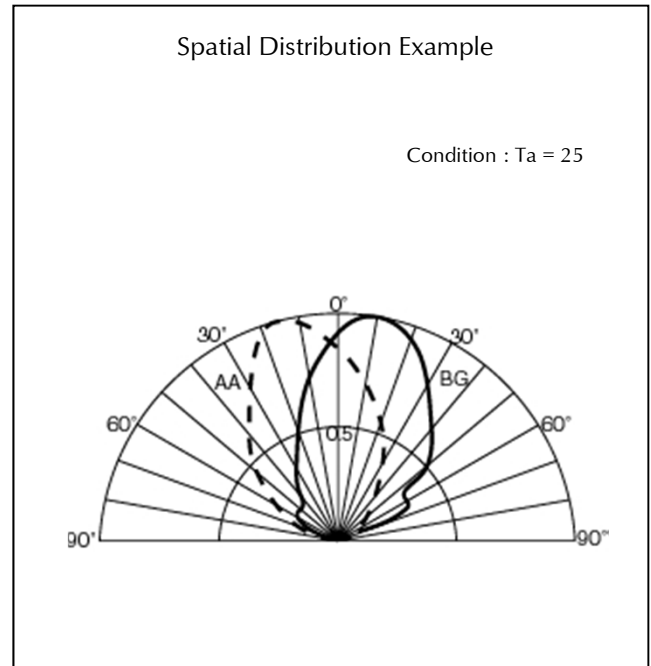 Spatial Distribution Example
Condition : Ta = 25
0°
30° 30°
AA BG
60° 60°
0.5
90° 90°